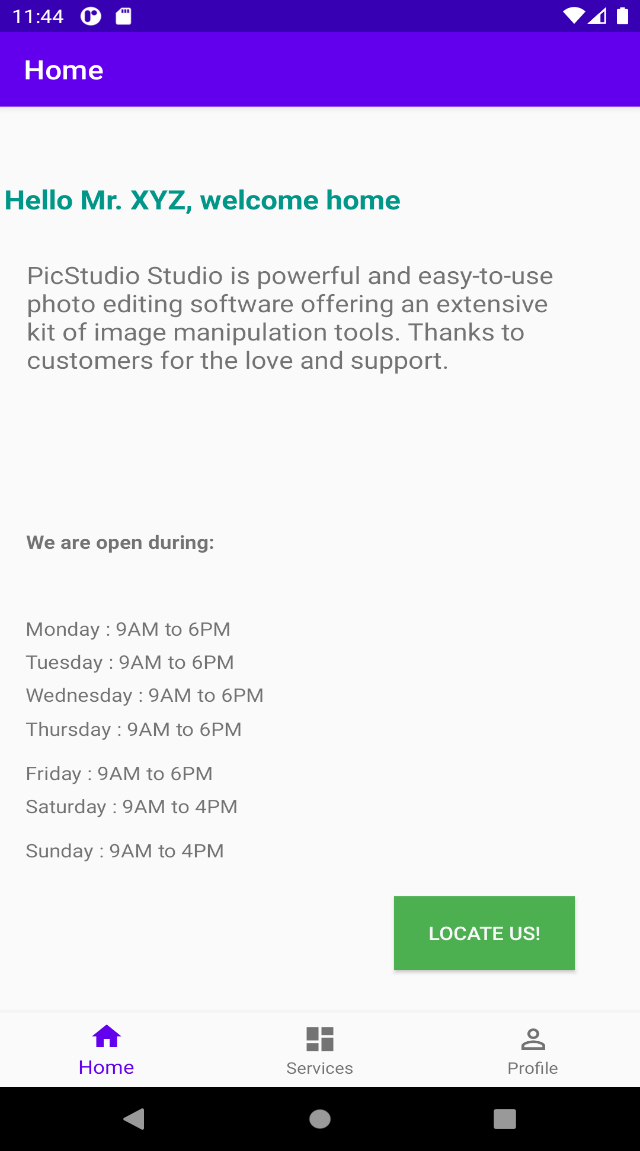 11:44
Home
Hello Mr. XYZ, welcome home
PicStudio Studio is powerful and easy-to-use
photo editing software offering an extensive
kit of image manipulation tools. Thanks to
customers for the love and support.
We are open during:
Monday : 9AM to 6PM
Tuesday : 9AM to 6PM
Wednesday : 9AM to 6PM
Thursday : 9AM to 6PM
Friday : 9AM to 6PM
Saturday : 9AM to 4PM
Sunday : 9AM to 4PM
LOCATE US!
Home
Services
Profile